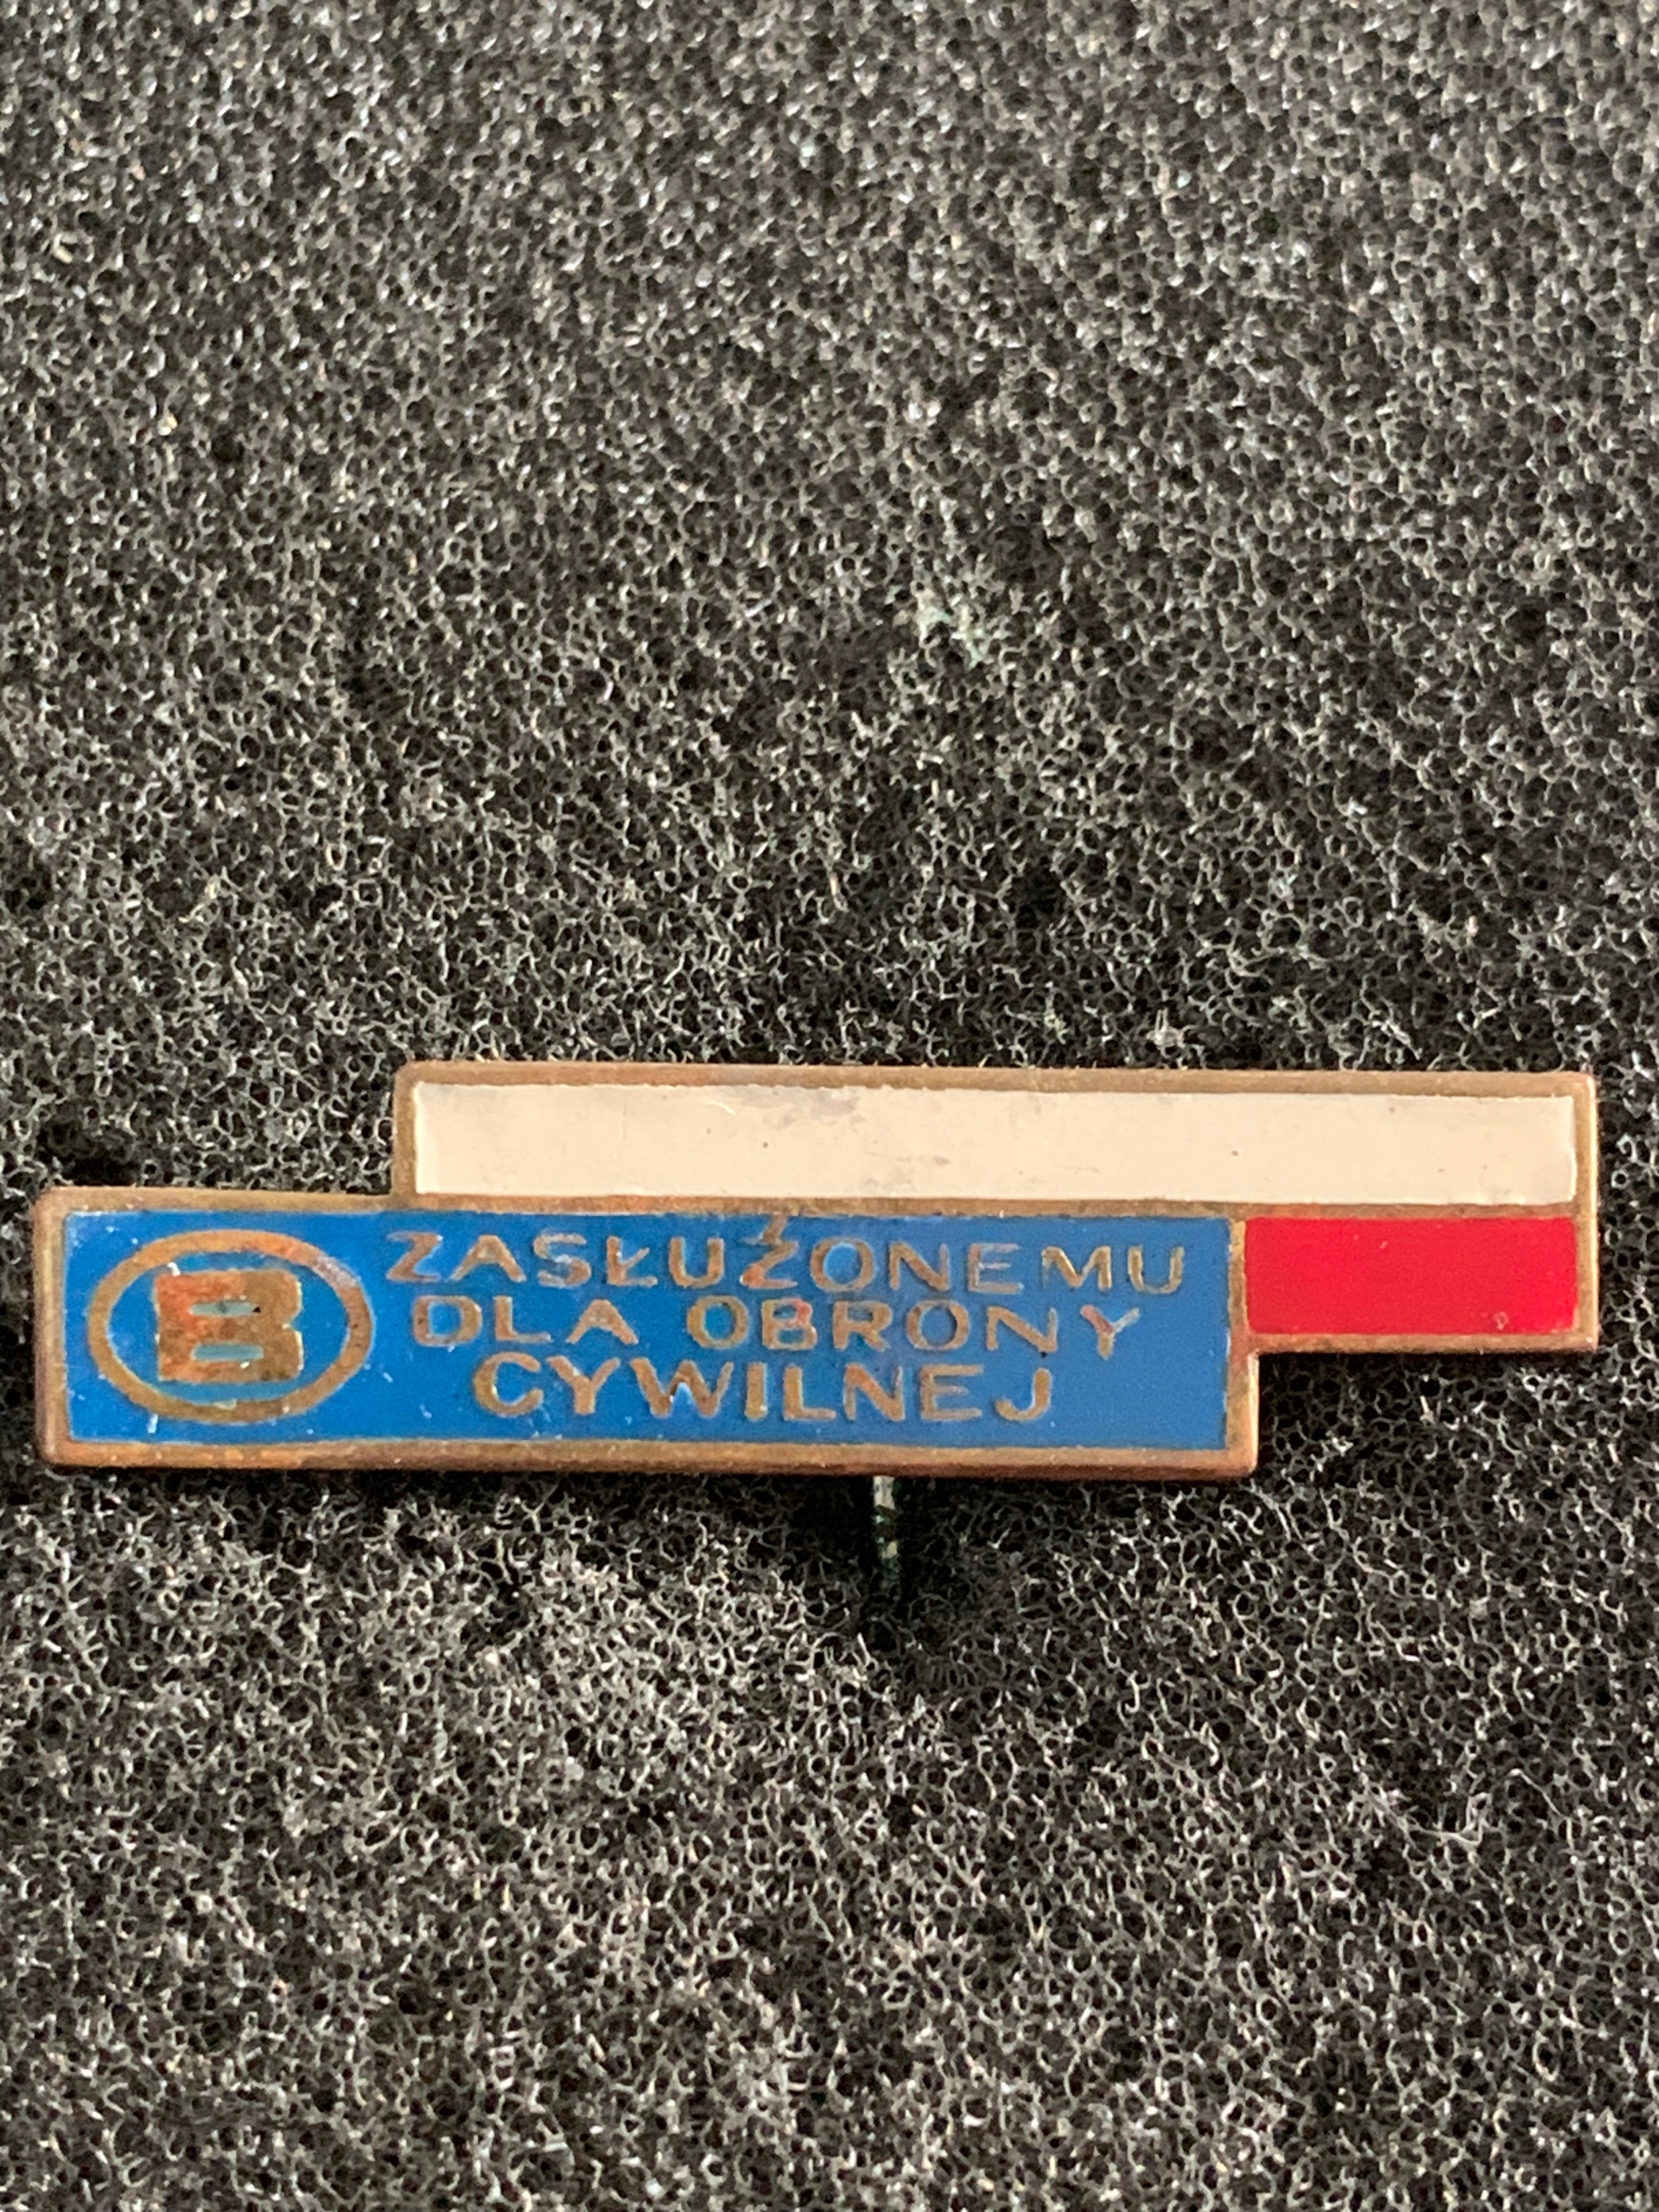 B
ZASŁUŻONEMU
DLA OBRONY
CYWILNEJ